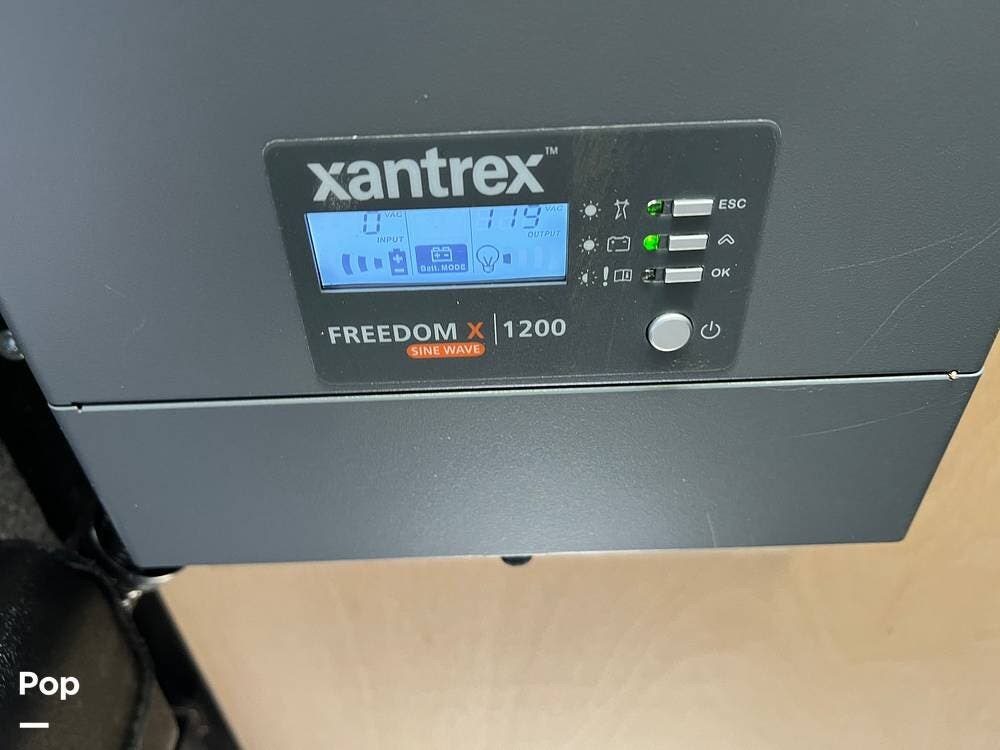 xantrex™
0 VAC 119 VAC
INPUT OUTPUT
Batt. MODE
FREEDOM X 1200
SINE WAVE
ESC
OK
Pop